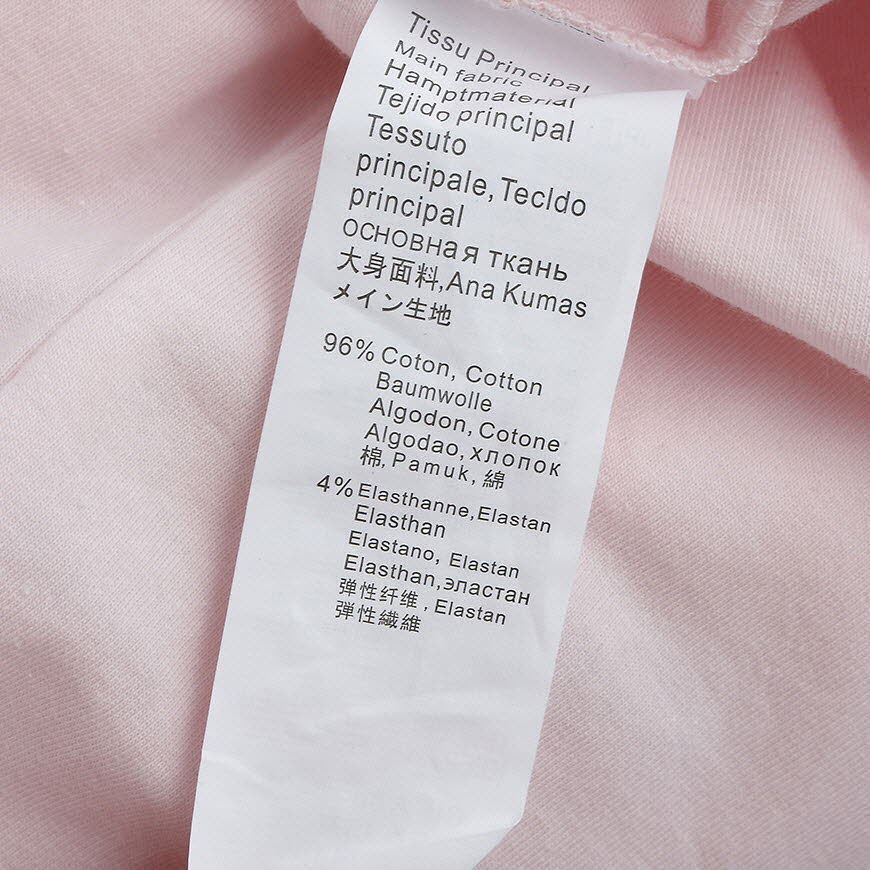 Tissu Principal
Main fabric
Hamptmaterial
Tejido principal
Tessuto
principale, Tecldo
principal
ОСНОВНая ткань
大身面料, Ana Kumas
メイン生地
96% Coton, Cotton
Baumwolle
Algodon, Cotone
Algodao, хлопок
棉, Pamuk, 綿
4% Elasthanne, Elastan
Elasthan
Elastano, Elastan
Elasthan, эластан
弹性纤维, Elastan
弾性繊維